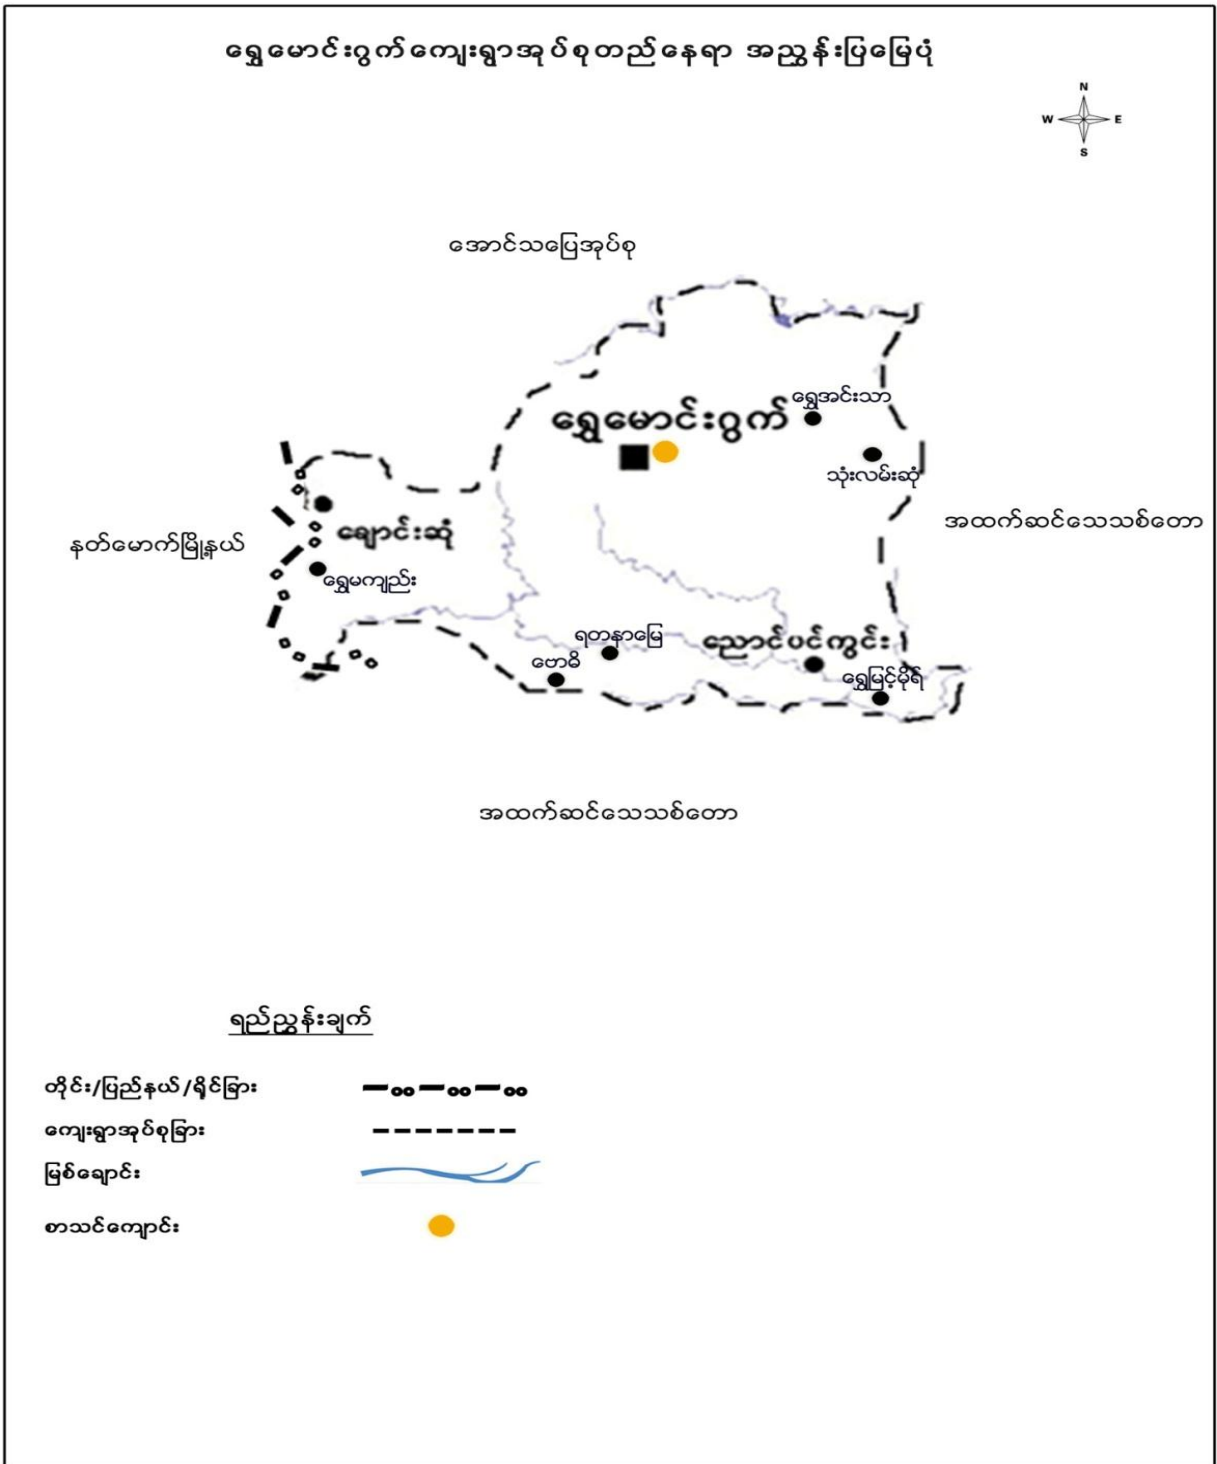 ရွှေမောင်းဂွက်ကျေးရွာအုပ်စုတည်နေရာ အညွှန်းပြမြေပုံ
N
W E
S
အောင်သပြေအုပ်စု
ရွှေအင်းသာ
ရွှေမောင်းဂွက်
သုံးလမ်းဆုံ
အထက်ဆင်သေသစ်တော
ချောင်းဆုံ
နတ်မောက်မြို့နယ်
ရွှေမကျည်း
ရတနာမြေ
ညောင်ပင်ကွင်း
ဗောဓိ
ရွှေမြင့်မိုရ်
အထက်ဆင်သေသစ်တော
ရည်ညွှန်းချက်
တိုင်း/ပြည်နယ်/ရိုင်ခြား
ကျေးရွာအုပ်စုခြား
မြစ်ချောင်း
စာသင်ကျောင်း